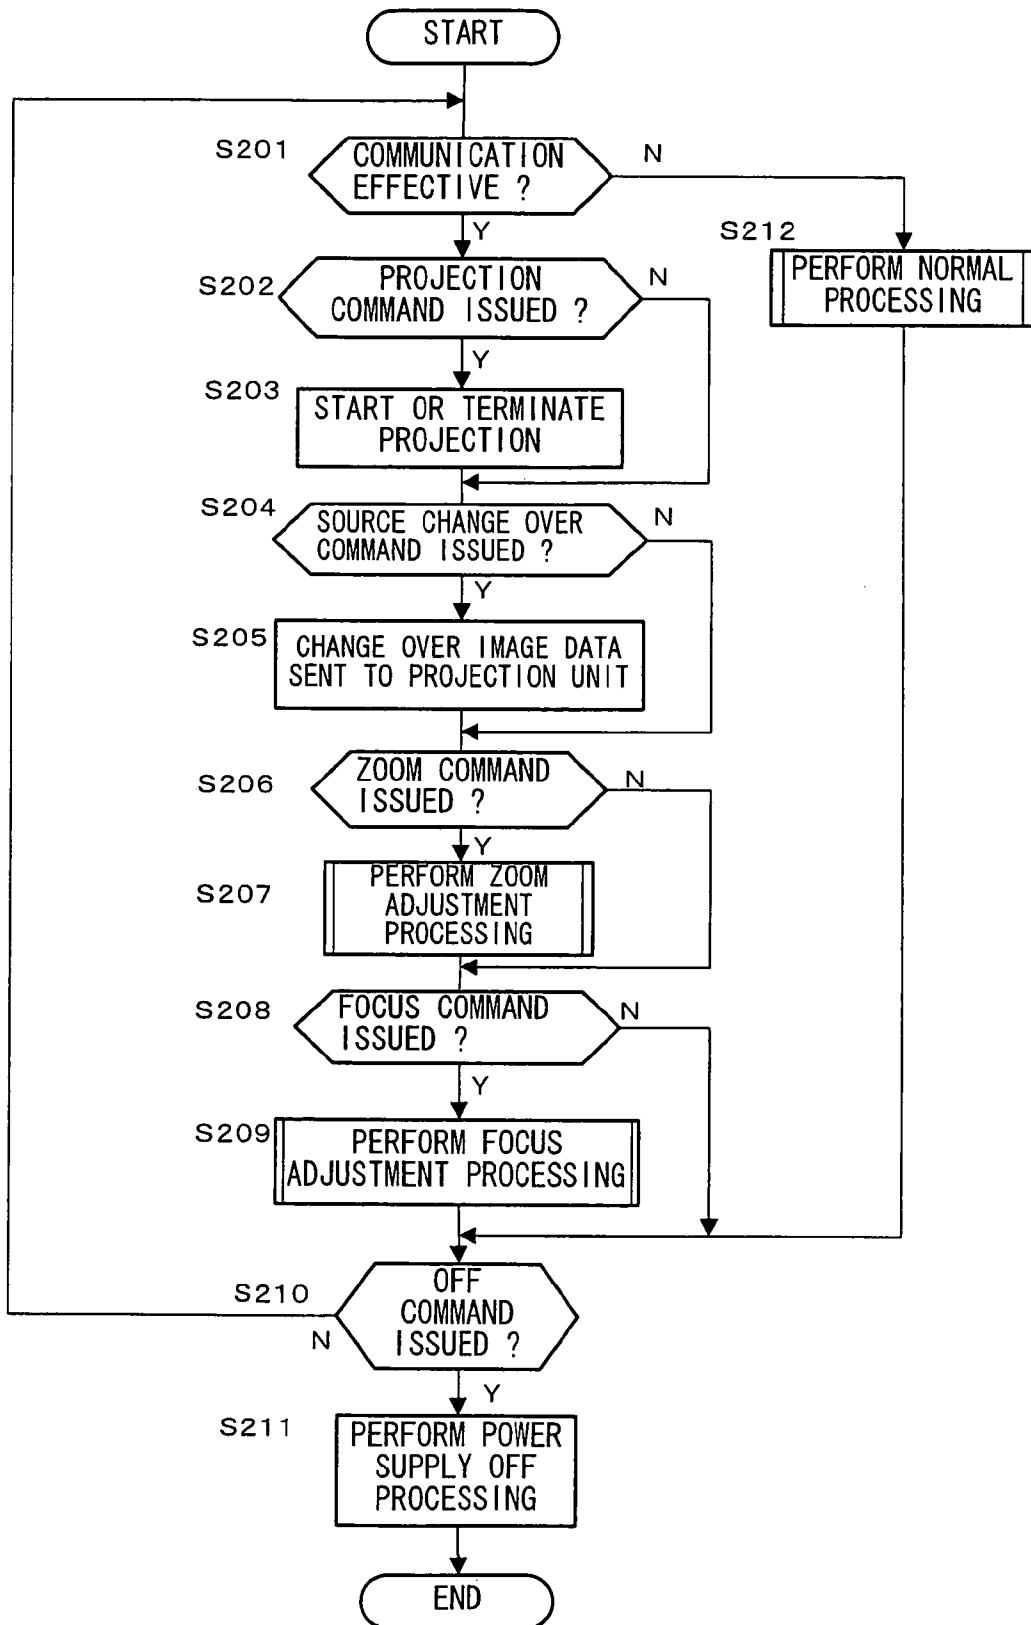 START
S201
COMMUNICATION
EFFECTIVE ?
N
Y
S212
PERFORM NORMAL
PROCESSING
S202
PROJECTION
COMMAND ISSUED ?
N
Y
S203
START OR TERMINATE
PROJECTION
S204
SOURCE CHANGE OVER
COMMAND ISSUED ?
N
Y
S205
CHANGE OVER IMAGE DATA
SENT TO PROJECTION UNIT
S206
ZOOM COMMAND
ISSUED ?
N
Y
S207
PERFORM ZOOM
ADJUSTMENT
PROCESSING
S208
FOCUS COMMAND
ISSUED ?
N
Y
S209
PERFORM FOCUS
ADJUSTMENT PROCESSING
S210
OFF
COMMAND
ISSUED ?
N
Y
S211
PERFORM POWER
SUPPLY OFF
PROCESSING
END